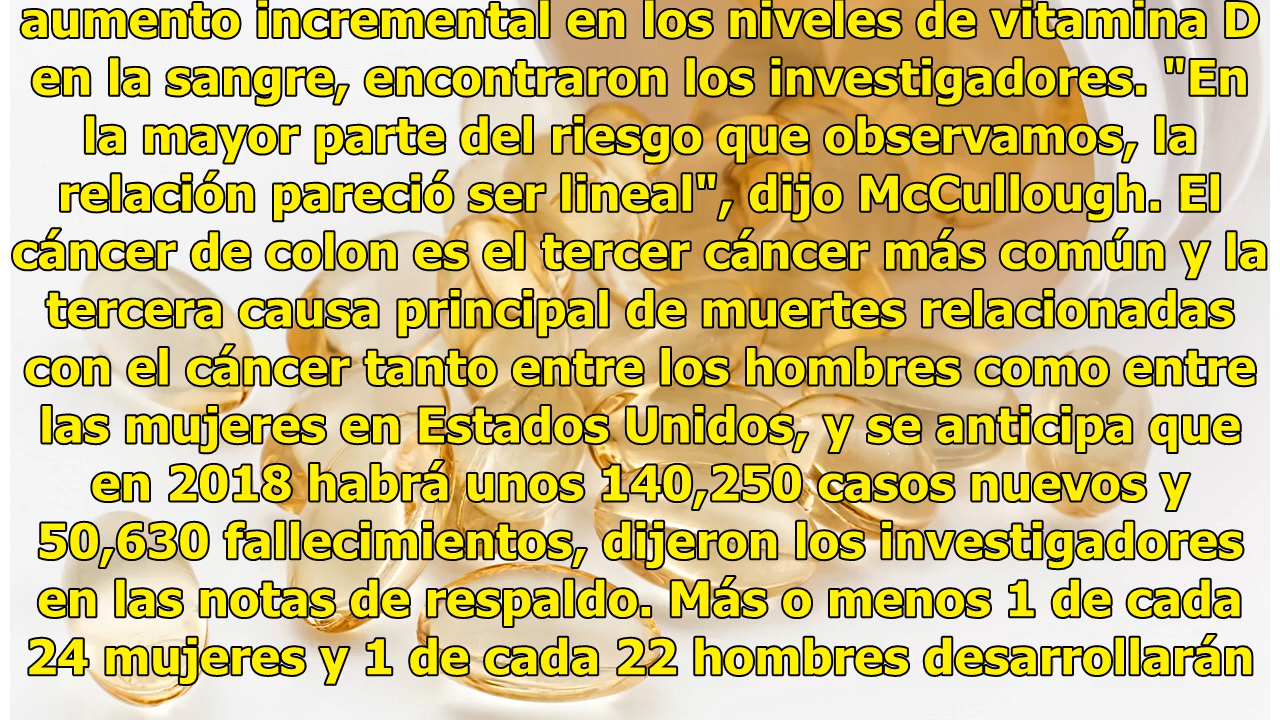 aumento incremental en los niveles de vitamina D
en la sangre, encontraron los investigadores. "En
la mayor parte del riesgo que observamos, la
relación pareció ser lineal", dijo McCullough. El
cáncer de colon es el tercer cáncer más común y la
tercera causa principal de muertes relacionadas
con el cáncer tanto entre los hombres como entre
las mujeres en Estados Unidos, y se anticipa que
en 2018 habrá unos 140,250 casos nuevos y
50,630 fallecimientos, dijeron los investigadores
en las notas de respaldo. Más o menos 1 de cada
24 mujeres y 1 de cada 22 hombres desarrollarán